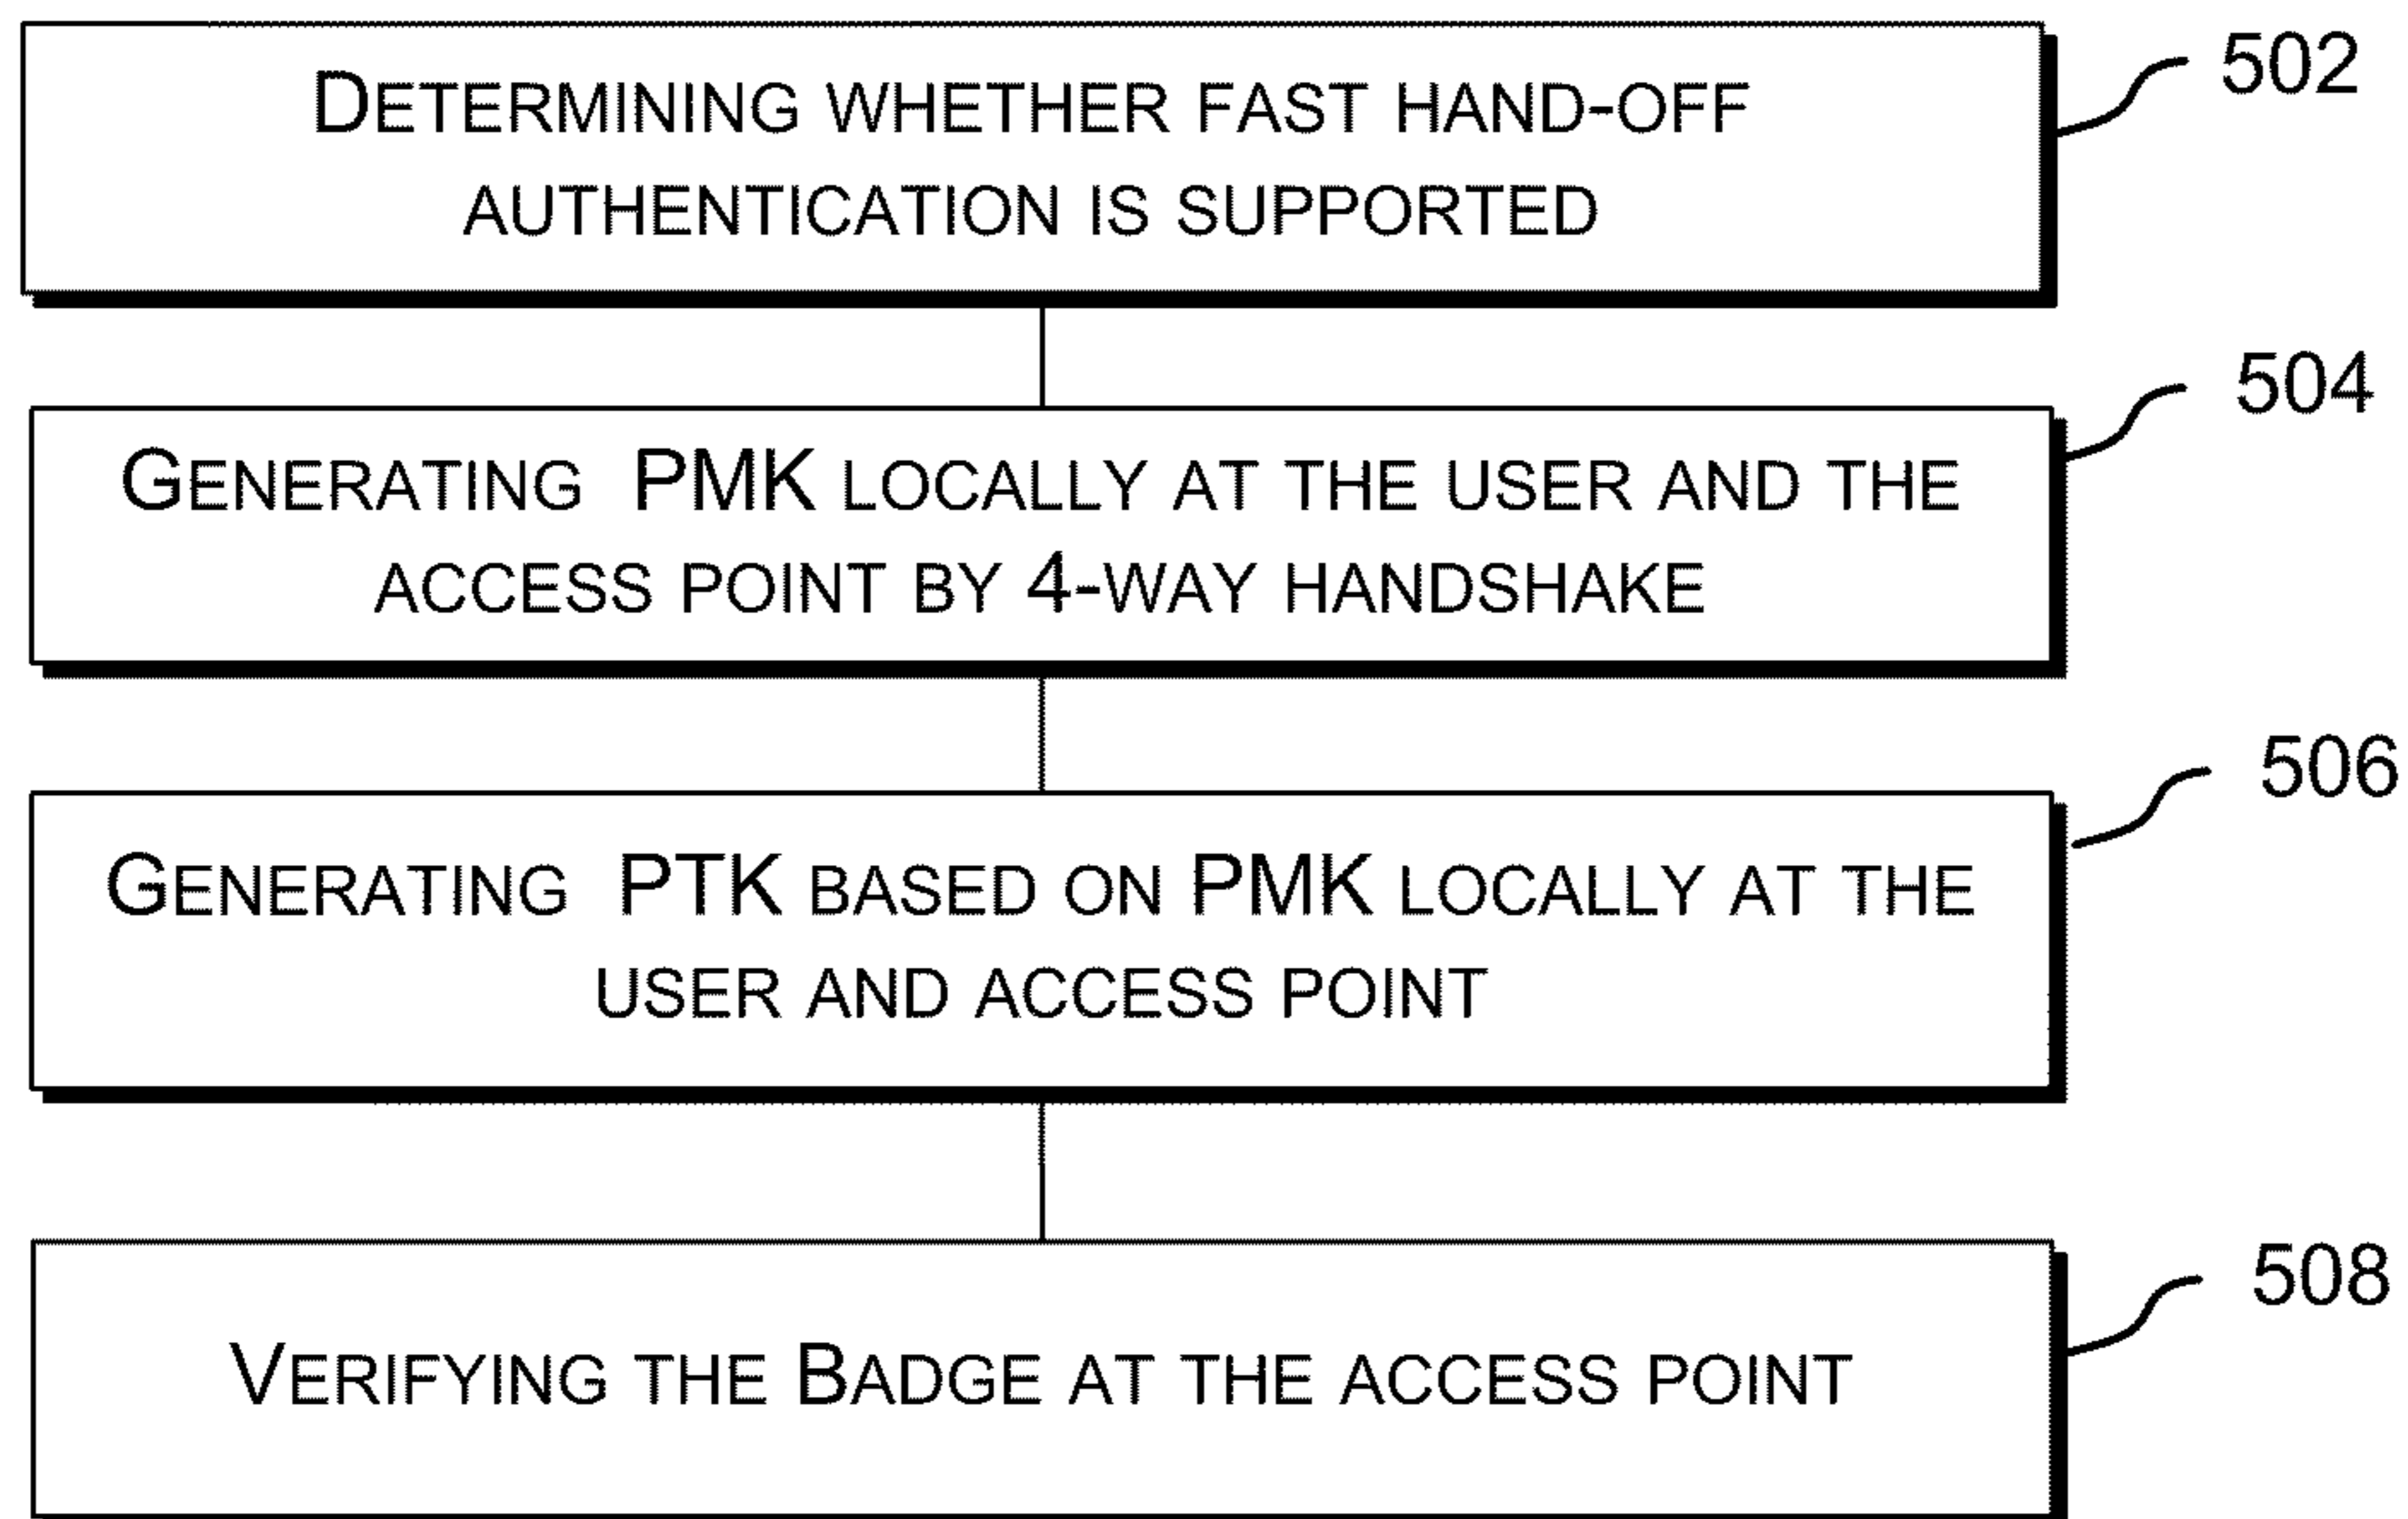 DETERMINING WHETHER FAST HAND-OFF
AUTHENTICATION IS SUPPORTED
502
GENERATING PMK LOCALLY AT THE USER AND THE
ACCESS POINT BY 4-WAY HANDSHAKE
504
GENERATING PTK BASED ON PMK LOCALLY AT THE
USER AND ACCESS POINT
506
VERIFYING THE BADGE AT THE ACCESS POINT
508